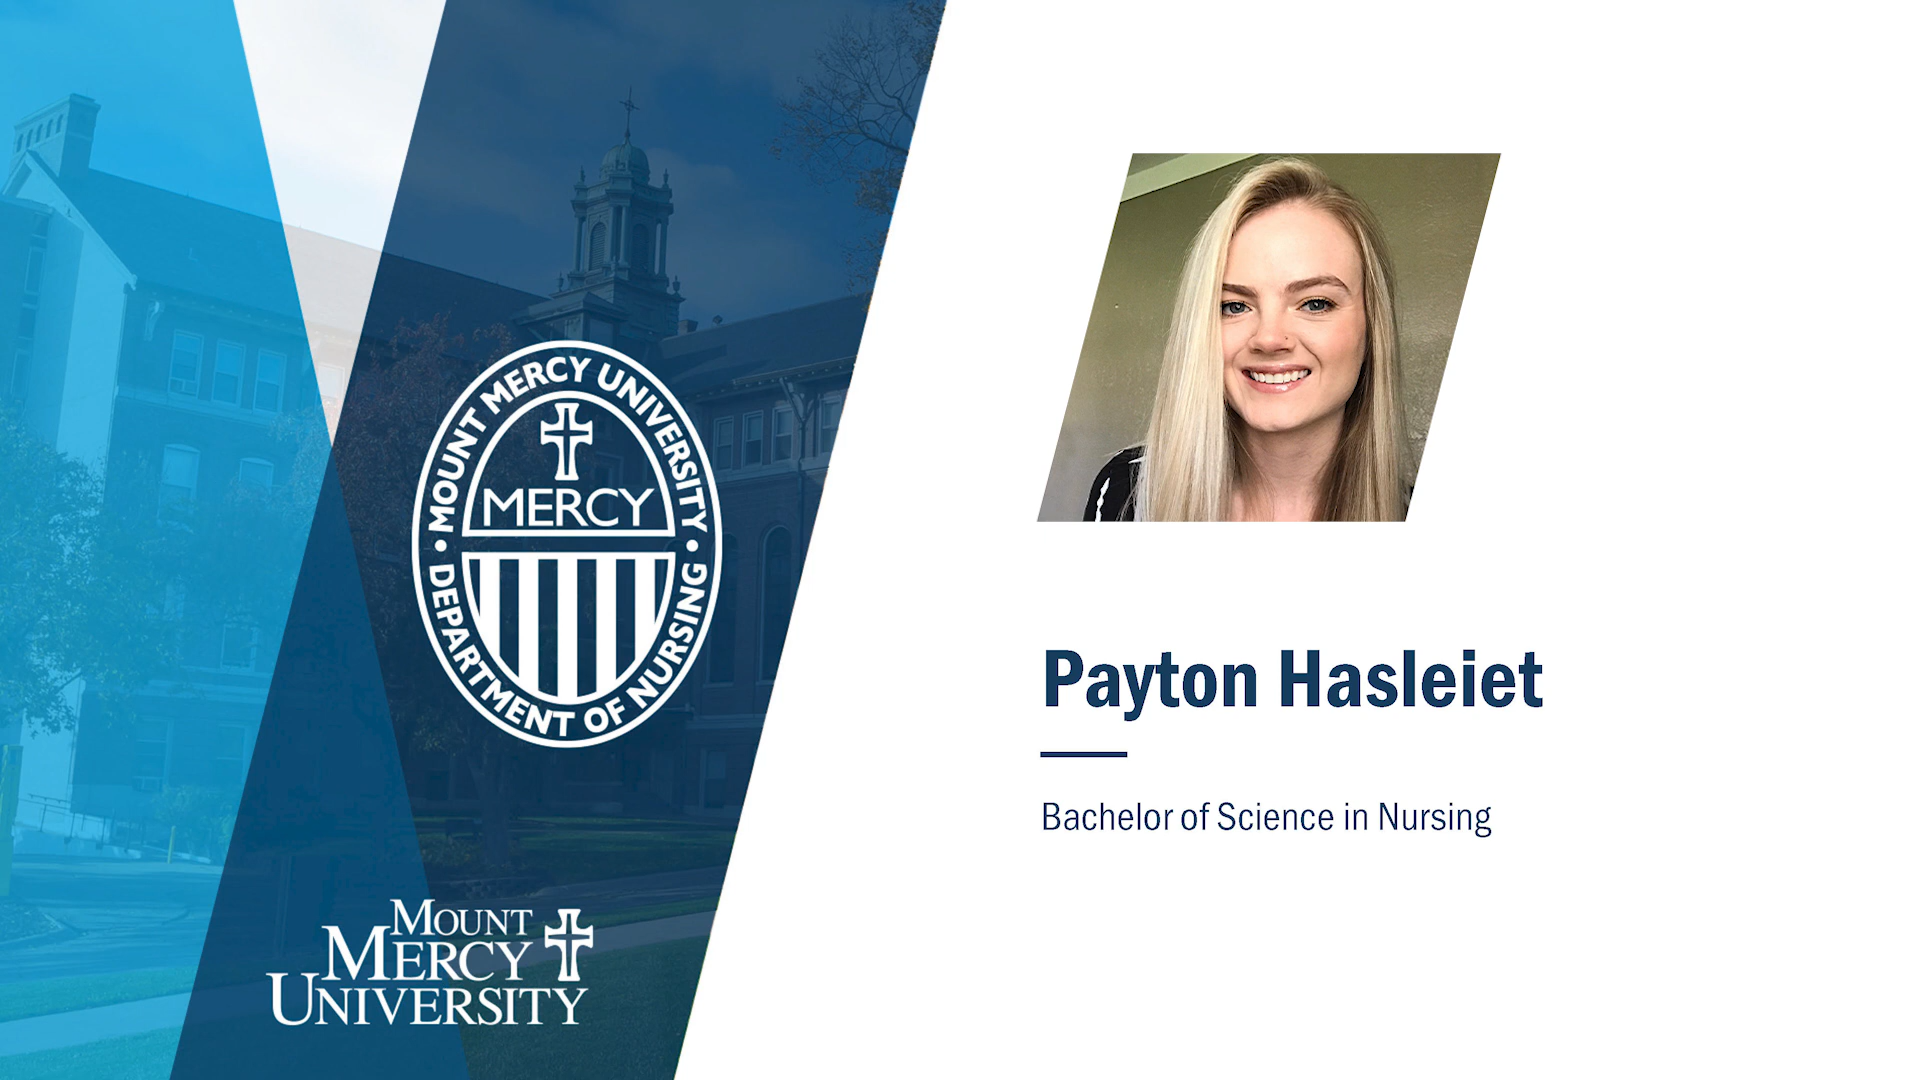 MOUNT MERCY UNIVERSITY
MERCY
DEPARTMENT OF NURSING
MOUNT
MERCY
UNIVERSITY
Payton Hasleiet
Bachelor of Science in Nursing